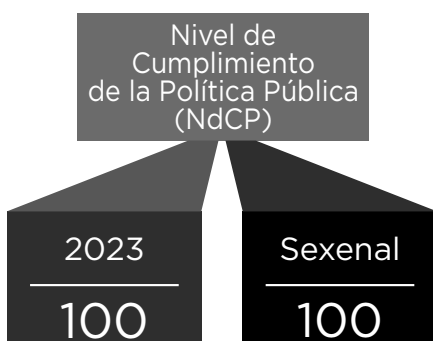 Nivel de
Cumplimiento
de la Política Pública
(NdCP)
2023
100
Sexenal
100